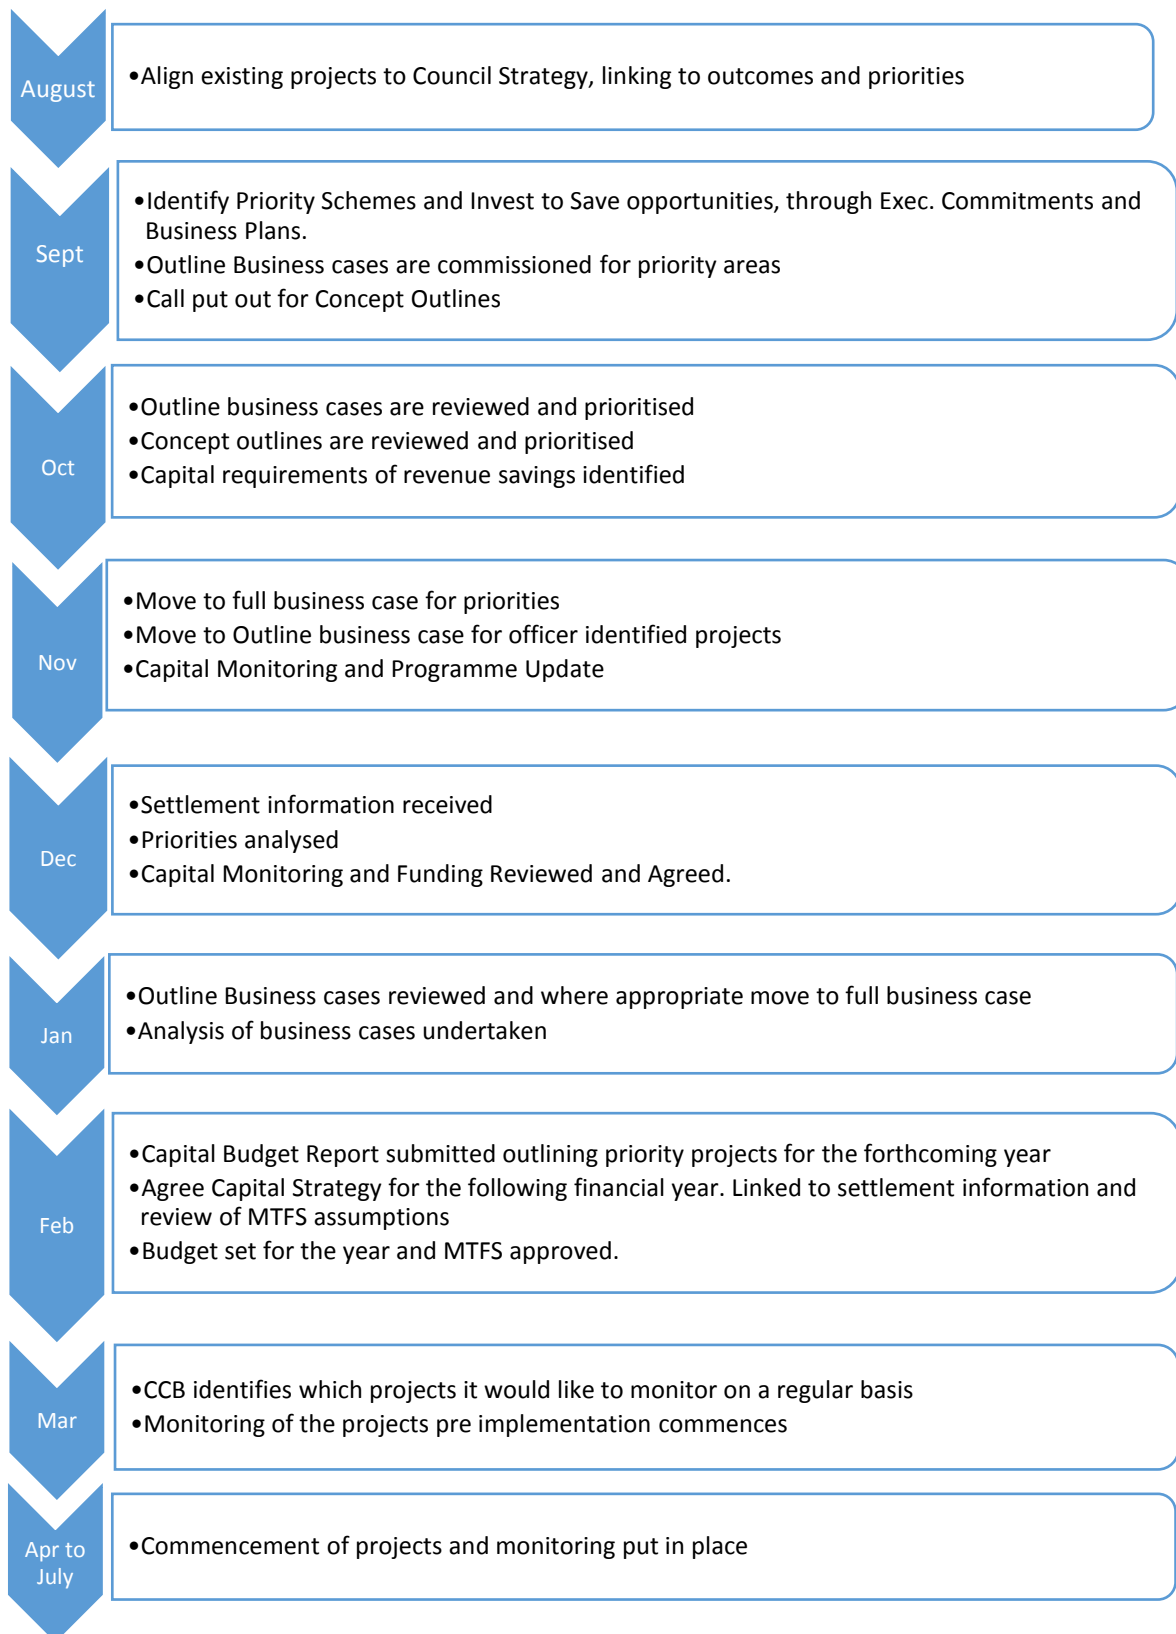 August
•Align existing projects to Council Strategy, linking to outcomes and priorities
Sept
•Identify Priority Schemes and Invest to Save opportunities, through Exec. Commitments and
Business Plans.
•Outline Business cases are commissioned for priority areas
•Call put out for Concept Outlines
Oct
•Outline business cases are reviewed and prioritised
•Concept outlines are reviewed and prioritised
•Capital requirements of revenue savings identified
Nov
•Move to full business case for priorities
•Move to Outline business case for officer identified projects
•Capital Monitoring and Programme Update
Dec
•Settlement information received
•Priorities analysed
•Capital Monitoring and Funding Reviewed and Agreed.
Jan
•Outline Business cases reviewed and where appropriate move to full business case
•Analysis of business cases undertaken
Feb
•Capital Budget Report submitted outlining priority projects for the forthcoming year
•Agree Capital Strategy for the following financial year. Linked to settlement information and
review of MTFS assumptions
•Budget set for the year and MTFS approved.
Mar
•CCB identifies which projects it would like to monitor on a regular basis
•Monitoring of the projects pre implementation commences
Apr to
July
•Commencement of projects and monitoring put in place